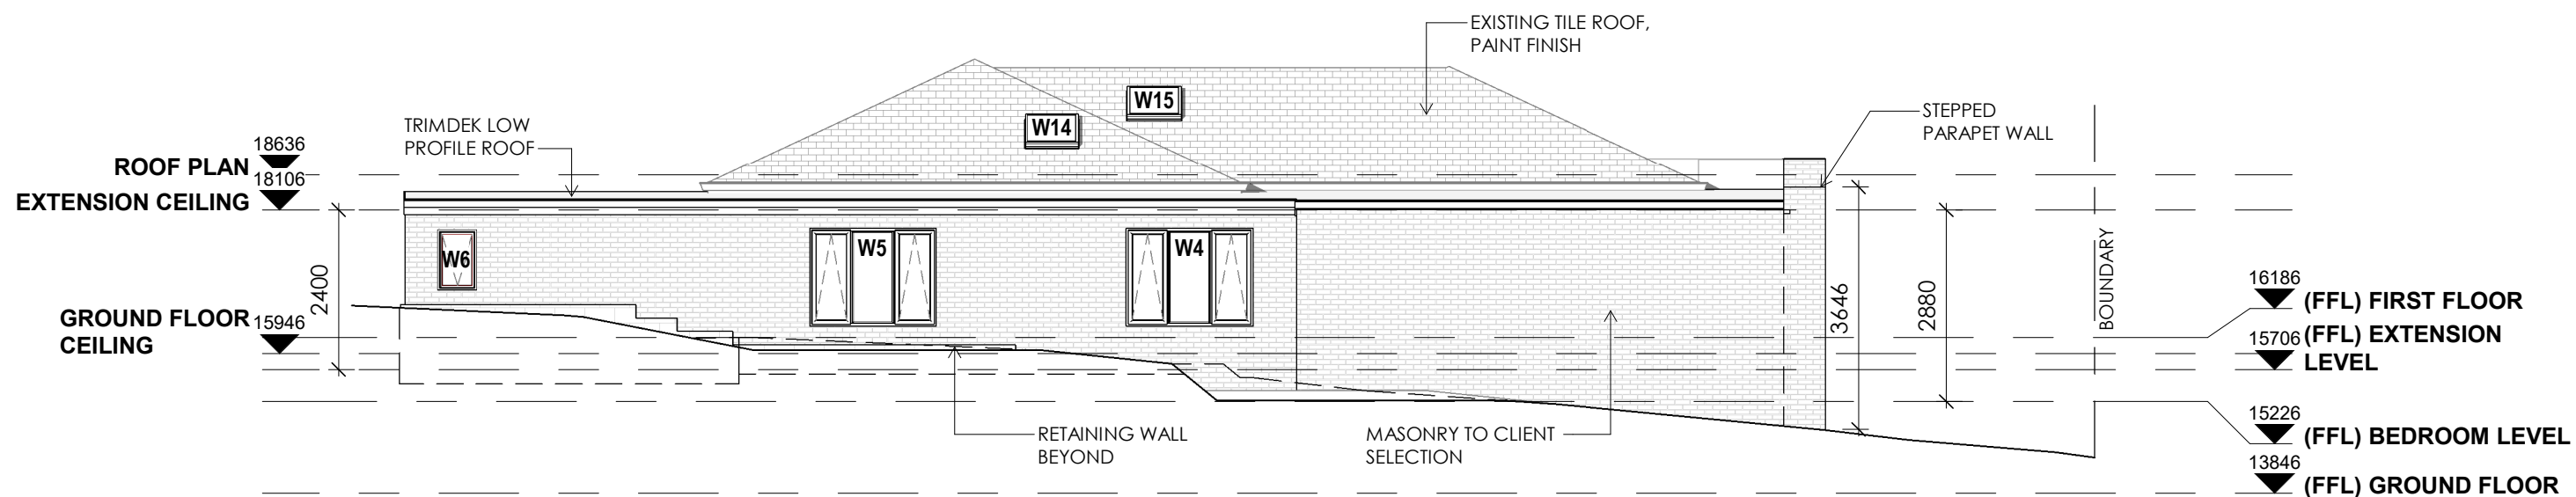 EXISTING TILE ROOF,
PAINT FINISH
W15
W14
STEPPED
PARAPET WALL
TRIMDEK LOW
PROFILE ROOF
18636
ROOF PLAN
18106
EXTENSION CEILING
W6
W5
W4
2400
GROUND FLOOR
CEILING
15946
3646
2880
BOUNDARY
16186
(FFL) FIRST FLOOR
15706
(FFL) EXTENSION
LEVEL
RETAINING WALL
BEYOND
MASONRY TO CLIENT
SELECTION
15226
(FFL) BEDROOM LEVEL
13846
(FFL) GROUND FLOOR